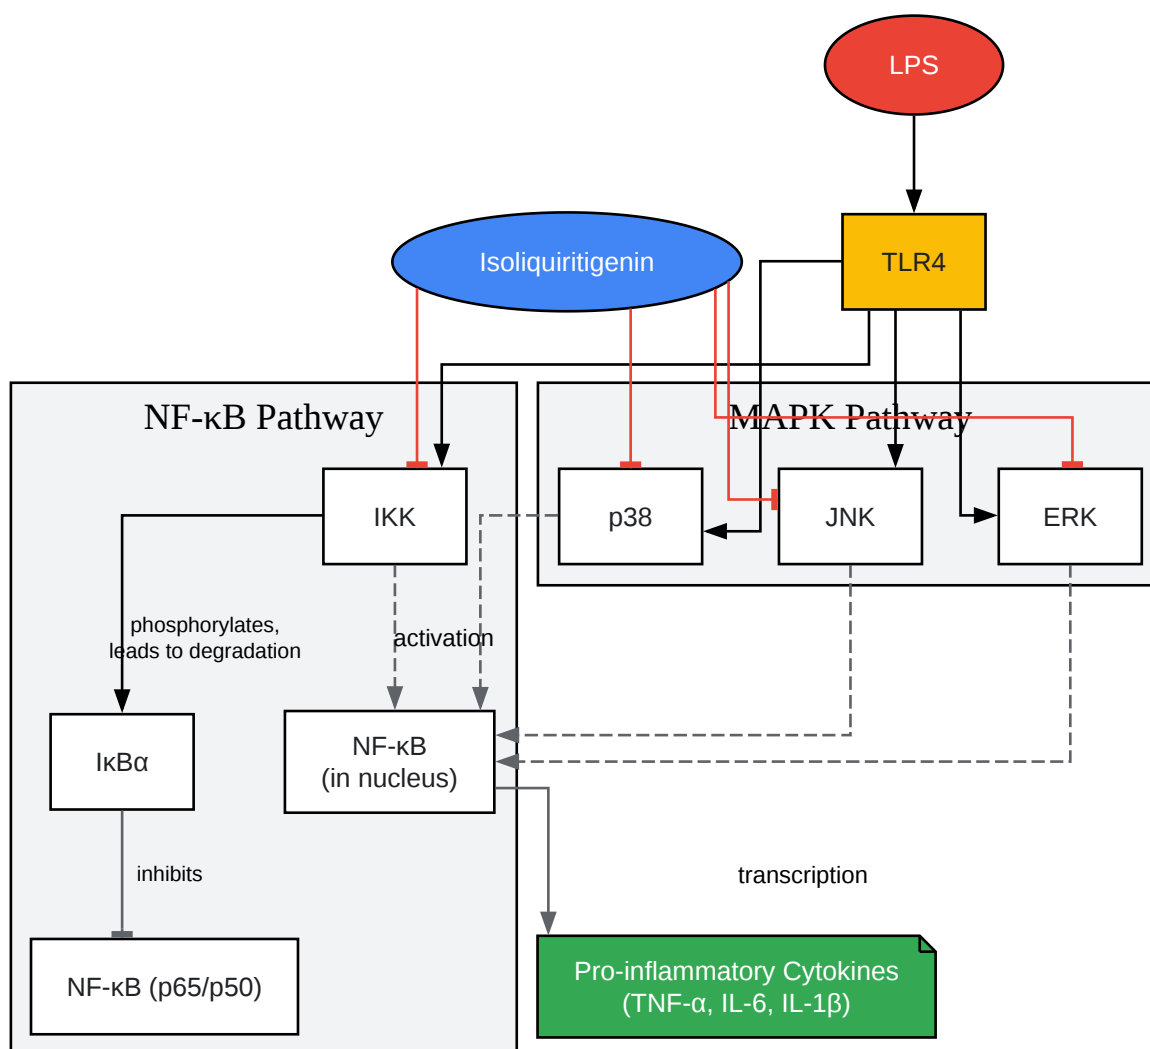 LPS
Isoliquiritigenin
TLR4
NF-κB Pathway
MAPK Pathway
IKK
p38
JNK
ERK
phosphorylates,
leads to degradation
activation
IκBα
NF-κB
(in nucleus)
inhibits
transcription
NF-κB (p65/p50)
Pro-inflammatory Cytokines
(TNF-α, IL-6, IL-1β)